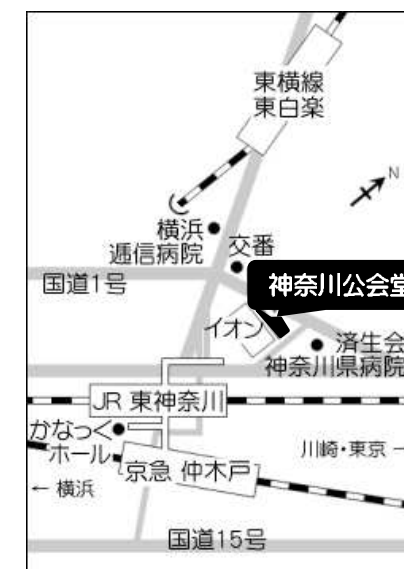 東横線
東白楽
N
横浜
逓信病院
交番
国道1号
神奈川公会堂
イオン
済生会
神奈川県病院
JR 東神奈川
かなっく
ホール
川崎・東京
京急 仲木戸
← 横浜
国道15号